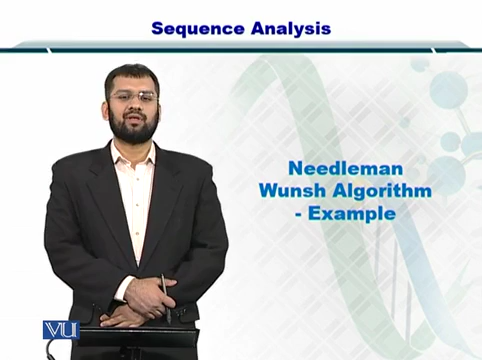 Sequence Analysis
Needleman
Wunsh Algorithm
- Example
VU